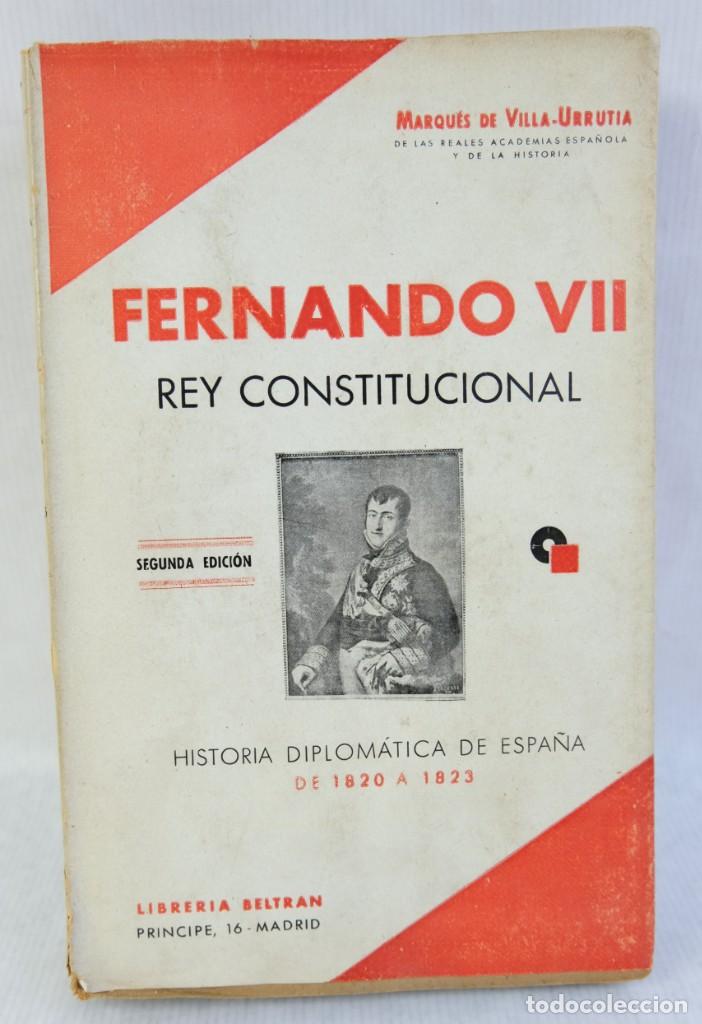 MARQUÉS DE VILLA-URRUTIA
DE LAS REALES ACADEMIAS ESPAÑOLA
Y DE LA HISTORIA
FERNANDO VII
REY CONSTITUCIONAL
SEGUNDA EDICIÓN
HISTORIA DIPLOMÁTICA DE ESPAÑA
DE 1820 A 1823
LIBRERIA BELTRAN
PRINCIPE, 16 - MADRID
todocoleccion